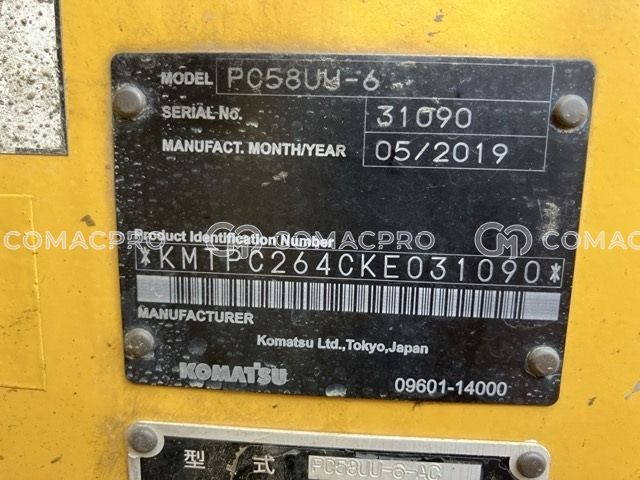 MODEL PC58UU-6
SERIAL No. 31090
MANUFACT. MONTH/YEAR 05/2019
COMACPRO COMACPRO COMACPRO
Product Identification Number
*KMTPC264CKE031090*
MANUFACTURER
Komatsu Ltd.,Tokyo,Japan
KOMATSU 09601-14000
型 式 PC58UU-6-AC